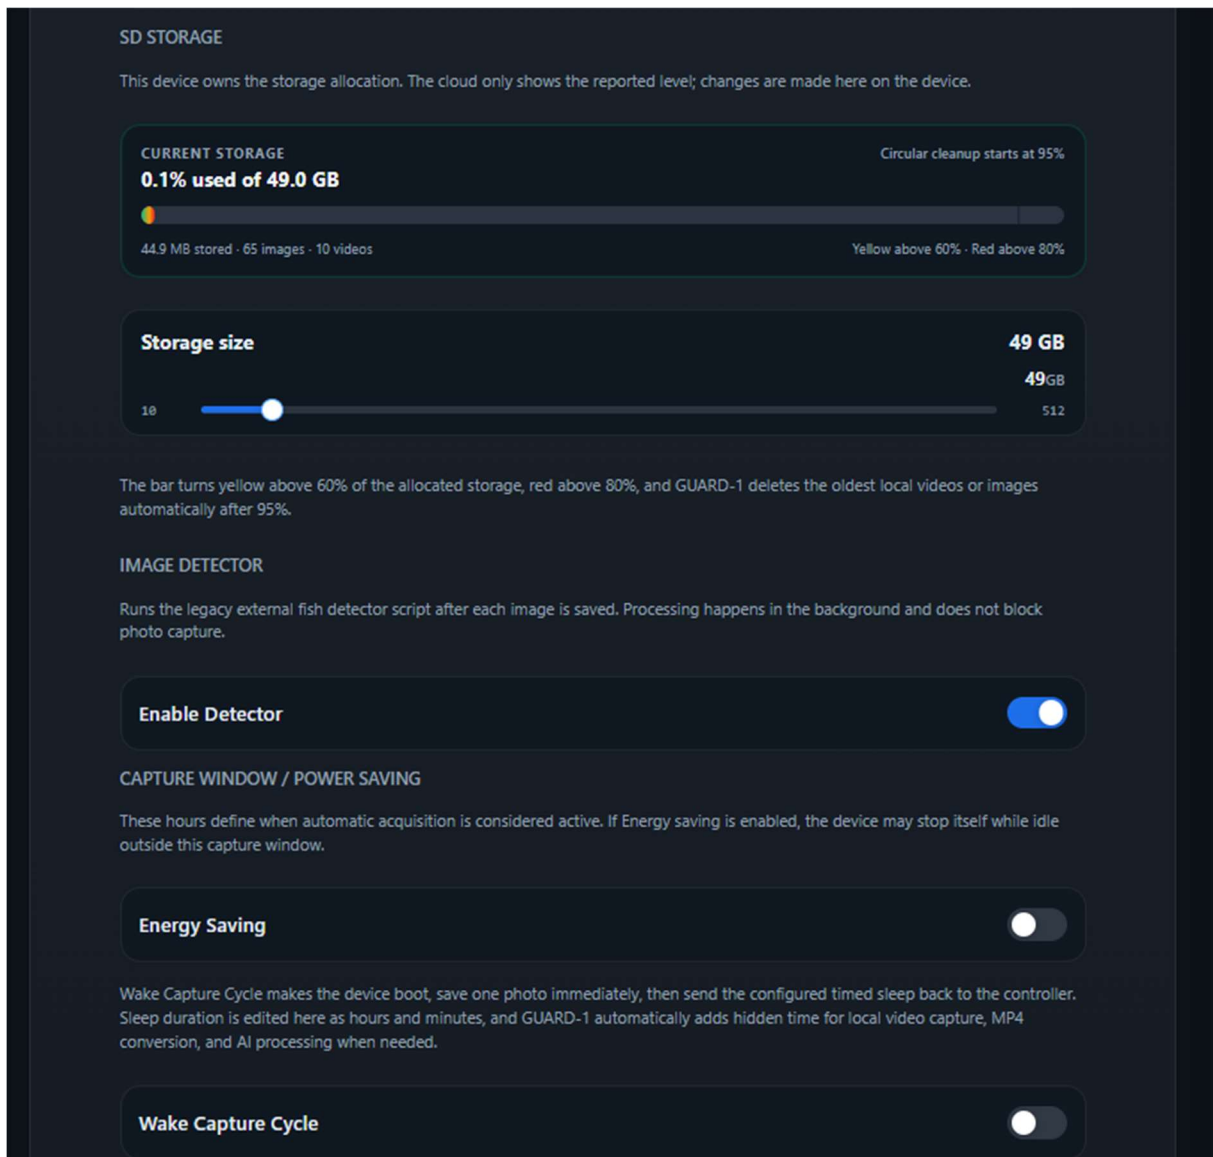 SD STORAGE
This device owns the storage allocation. The cloud only shows the reported level; changes are made here on the device.
CURRENT STORAGE
Circular cleanup starts at 95%
0.1% used of 49.0 GB
44.9 MB stored · 65 images · 10 videos
Yellow above 60% · Red above 80%
Storage size
49 GB
49GB
10
512
The bar turns yellow above 60% of the allocated storage, red above 80%, and GUARD-1 deletes the oldest local videos or images
automatically after 95%.
IMAGE DETECTOR
Runs the legacy external fish detector script after each image is saved. Processing happens in the background and does not block
photo capture.
Enable Detector
CAPTURE WINDOW / POWER SAVING
These hours define when automatic acquisition is considered active. If Energy saving is enabled, the device may stop itself while idle
outside this capture window.
Energy Saving
Wake Capture Cycle makes the device boot, save one photo immediately, then send the configured timed sleep back to the controller.
Sleep duration is edited here as hours and minutes, and GUARD-1 automatically adds hidden time for local video capture, MP4
conversion, and AI processing when needed.
Wake Capture Cycle